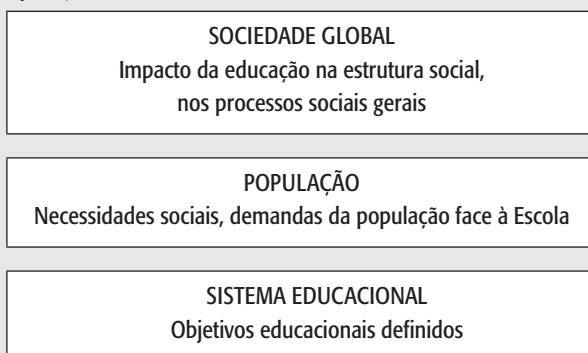 SOCIEDADE GLOBAL
Impacto da educação na estrutura social,
nos processos sociais gerais
POPULAÇÃO
Necessidades sociais, demandas da população face à Escola
SISTEMA EDUCACIONAL
Objetivos educacionais definidos